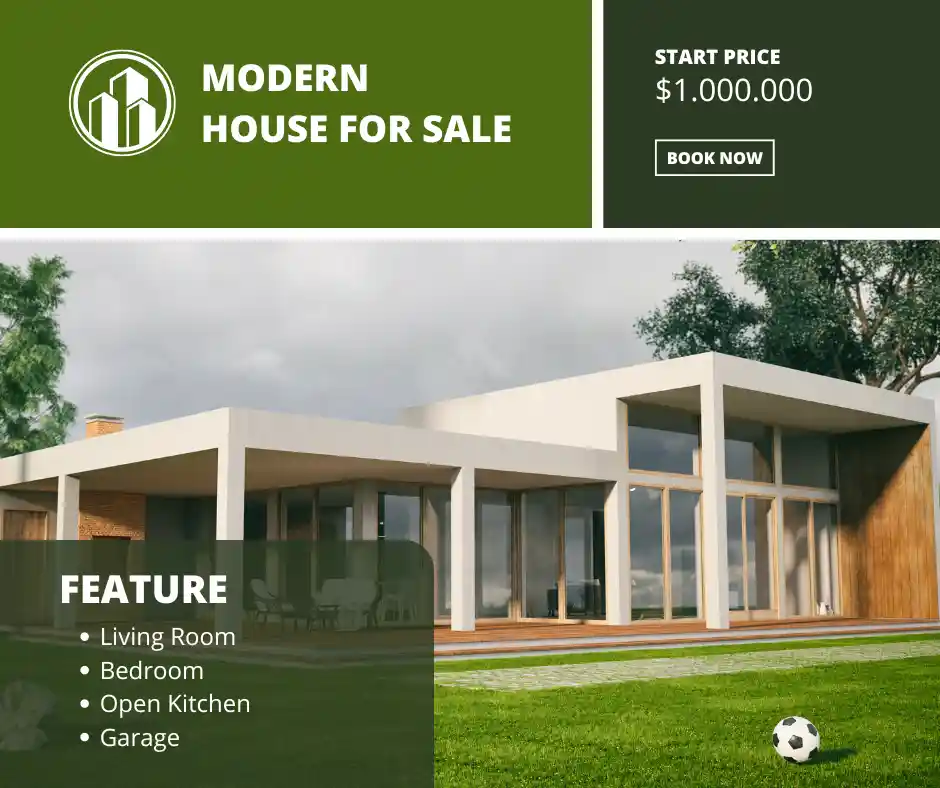 MODERN
HOUSE FOR SALE
START PRICE
$1.000.000
BOOK NOW
FEATURE
• Living Room
• Bedroom
• Open Kitchen
• Garage